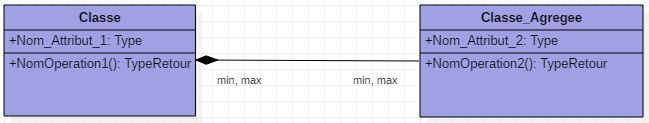 Classe
+Nom_Attribut_1: Type
+NomOperation1(): TypeRetour
min, max
min, max
Classe_Agregee
+Nom_Attribut_2: Type
+NomOperation2(): TypeRetour